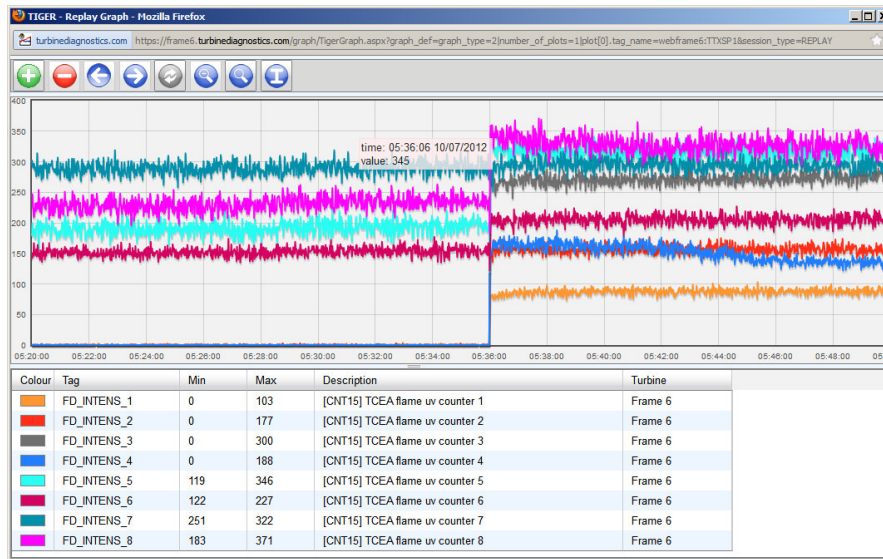 TIGER - Replay Graph - Mozilla Firefox
turbinediagnostics.com https://frame6.turbinediagnostics.com/graph/TigerGraph.aspx?graph_def=graph_type=2|number_of_plots=1|plot[0].tag_name=webframe6:TTXSP1&session_type=REPLAY
400
350
300
250
200
150
100
50
0
time: 05:36:06 10/07/2012
value: 345
05:20:00 05:22:00 05:24:00 05:26:00 05:28:00 05:30:00 05:32:00 05:34:00 05:36:00 05:38:00 05:40:00 05:42:00 05:44:00 05:46:00 05:48:00 05:5
Colour Tag Min Max Description Turbine
FD_INTENS_1 0 103 [CNT15] TCEA flame uv counter 1 Frame 6
FD_INTENS_2 0 177 [CNT15] TCEA flame uv counter 2 Frame 6
FD_INTENS_3 0 300 [CNT15] TCEA flame uv counter 3 Frame 6
FD_INTENS_4 0 188 [CNT15] TCEA flame uv counter 4 Frame 6
FD_INTENS_5 119 346 [CNT15] TCEA flame uv counter 5 Frame 6
FD_INTENS_6 122 227 [CNT15] TCEA flame uv counter 6 Frame 6
FD_INTENS_7 251 322 [CNT15] TCEA flame uv counter 7 Frame 6
FD_INTENS_8 183 371 [CNT15] TCEA flame uv counter 8 Frame 6